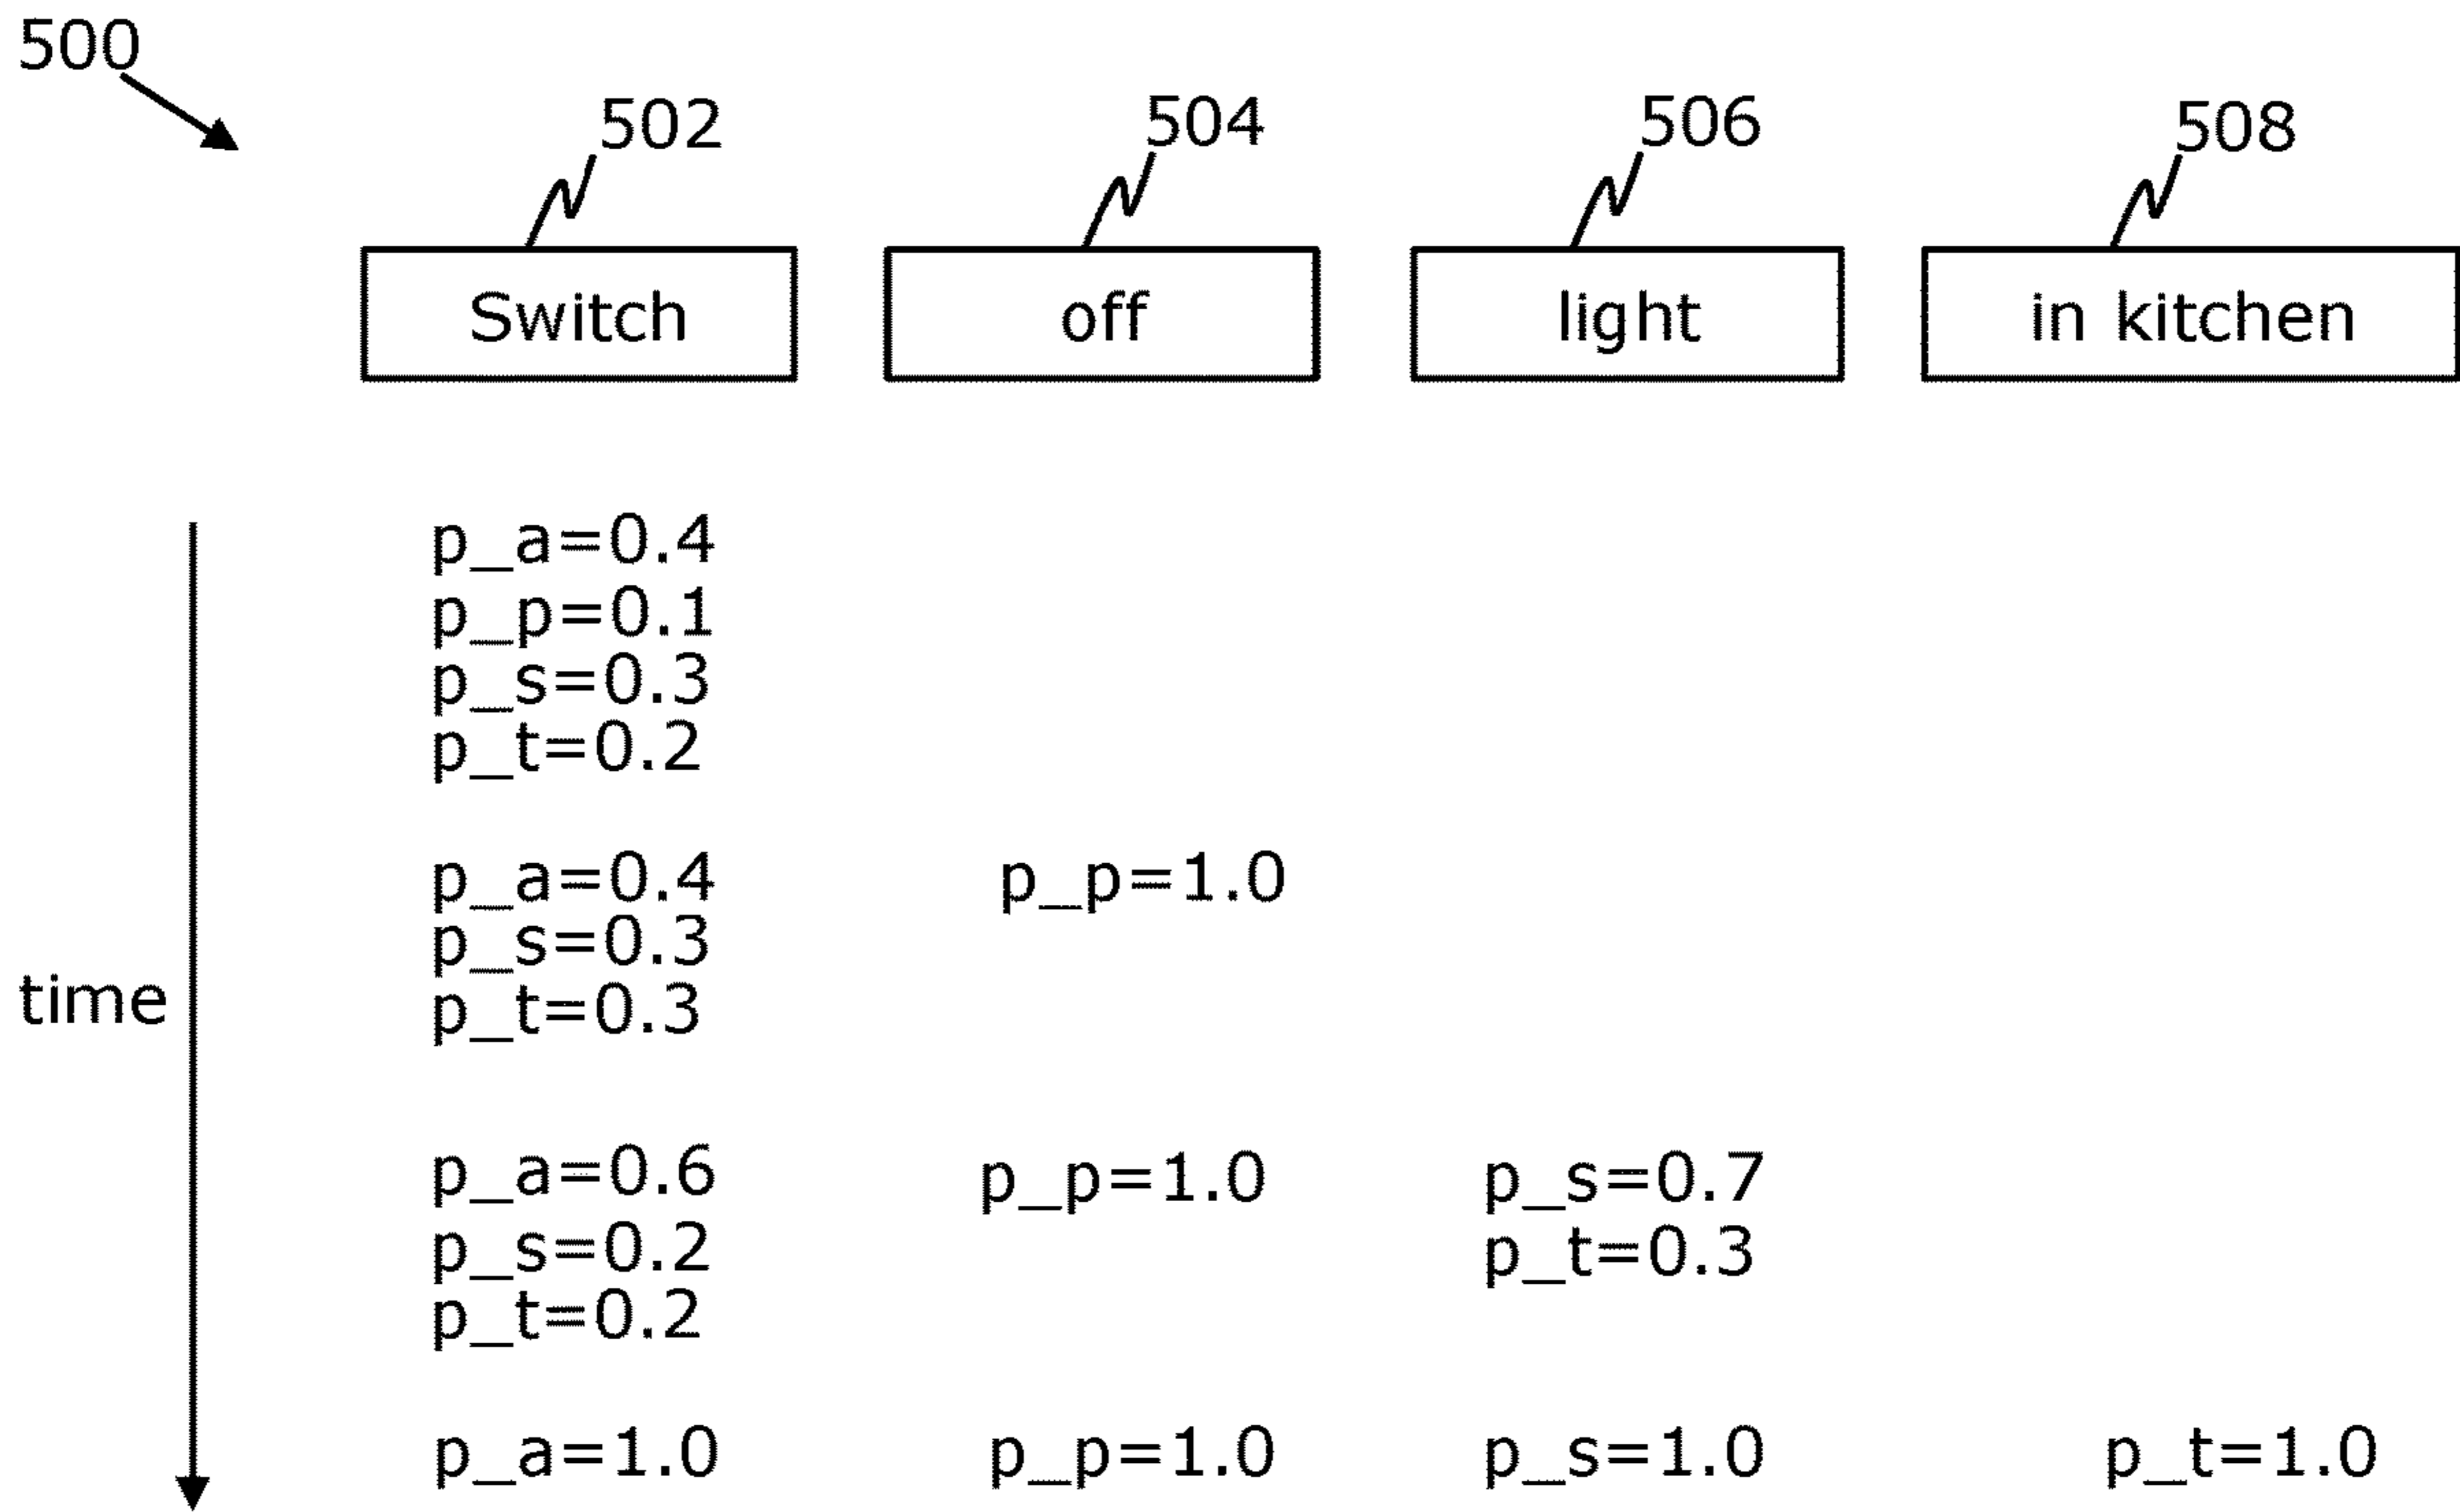 500
502 504 506 508
Switch off light in kitchen
p_a=0.4
p_p=0.1
p_s=0.3
p_t=0.2
p_a=0.4 p_p=1.0
p_s=0.3
time
p_t=0.3
p_a=0.6 p_p=1.0 p_s=0.7
p_s=0.2 p_t=0.3
p_t=0.2
p_a=1.0 p_p=1.0 p_s=1.0 p_t=1.0